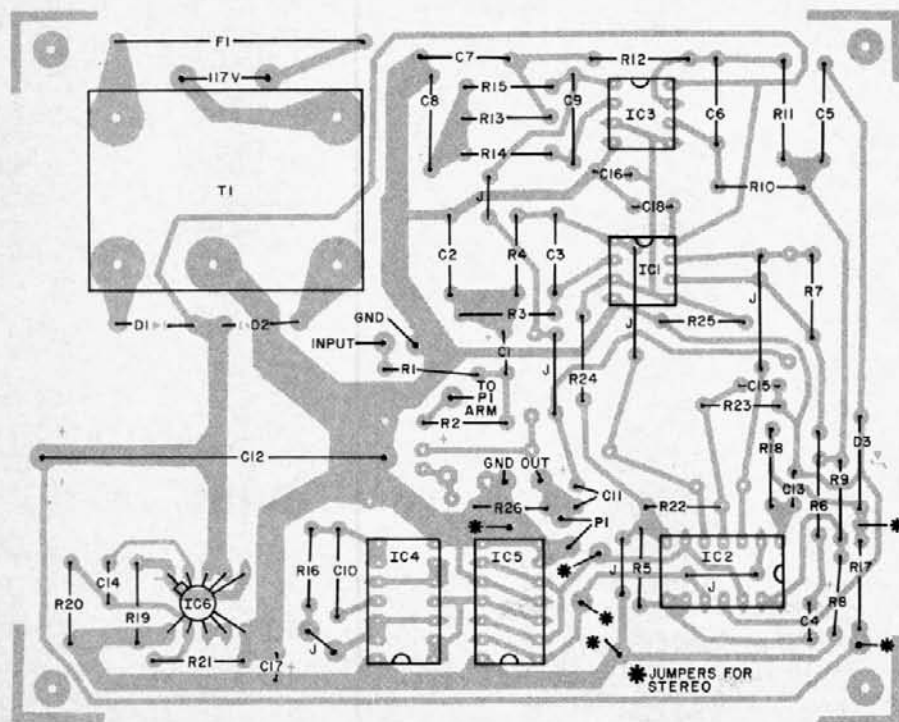 F1
C7
R12
117V
C8
R15
C9
IC3
C6
R11
C5
R13
R14
T1
C16
R10
J
C18
C2
R4
C3
IC1
J
R7
R3
J
R25
D1
D2
GND
INPUT
C1
J
R1
R24
TO
P1
ARM
C15
R2
R23
R18
D3
C12
GND OUT
C13
R9
C11
R26
R22
R6
P1
R16
C10
IC4
IC5
J
R5
IC2
R17
C14
J
R20
R19
IC6
R8
C4
J
R21
C17
JUMPERS FOR
STEREO